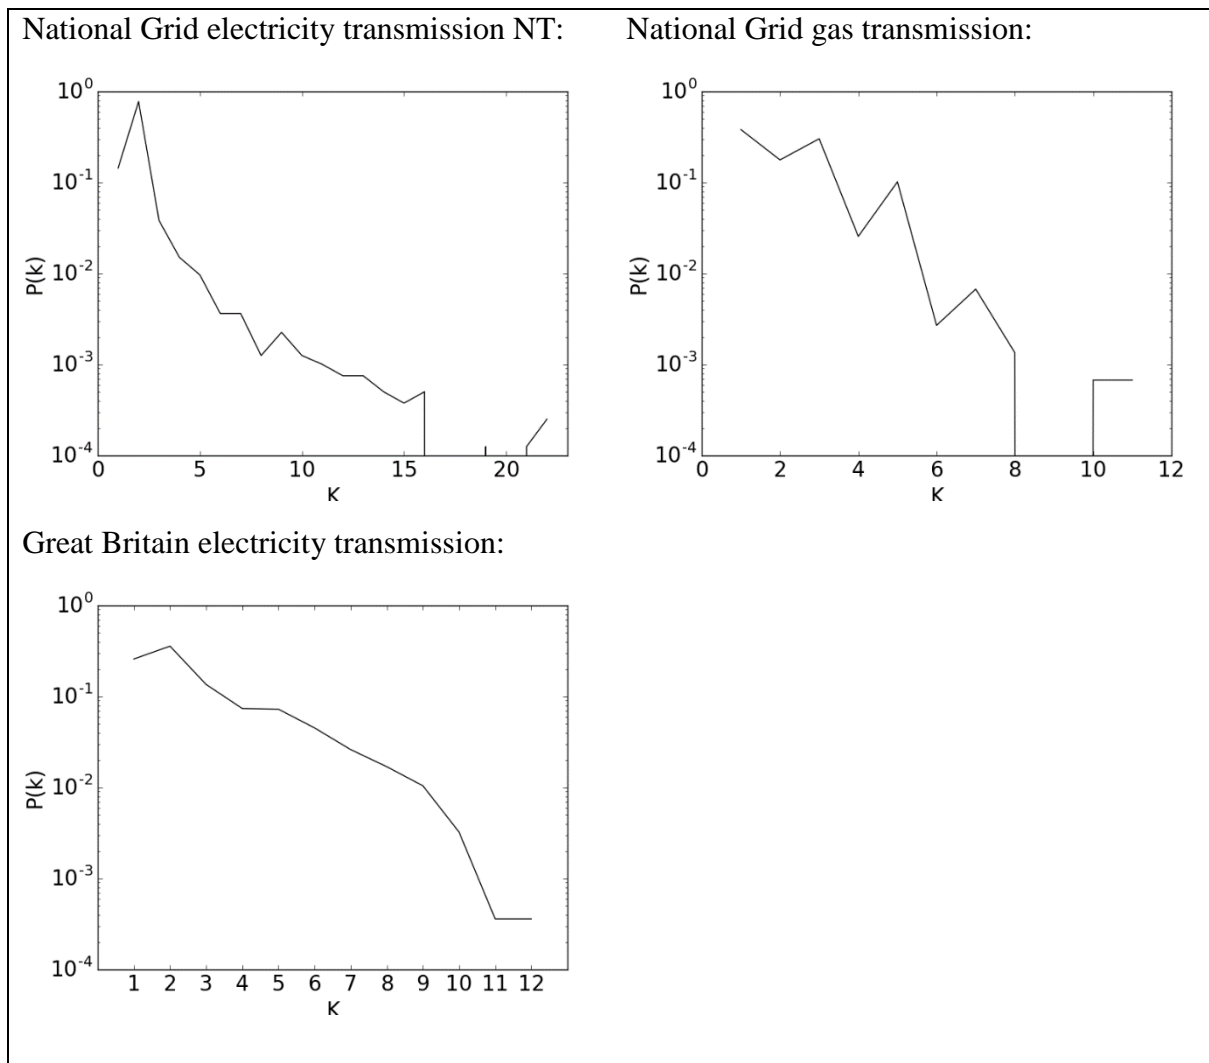 National Grid electricity transmission NT:
National Grid gas transmission:
10^0
10^-1
10^-2
10^-3
10^-4
P(k)
0 5 10 15 20
K
10^0
10^-1
10^-2
10^-3
10^-4
P(k)
0 2 4 6 8 10 12
K
Great Britain electricity transmission:
10^0
10^-1
10^-2
10^-3
10^-4
P(k)
1 2 3 4 5 6 7 8 9 10 11 12
K